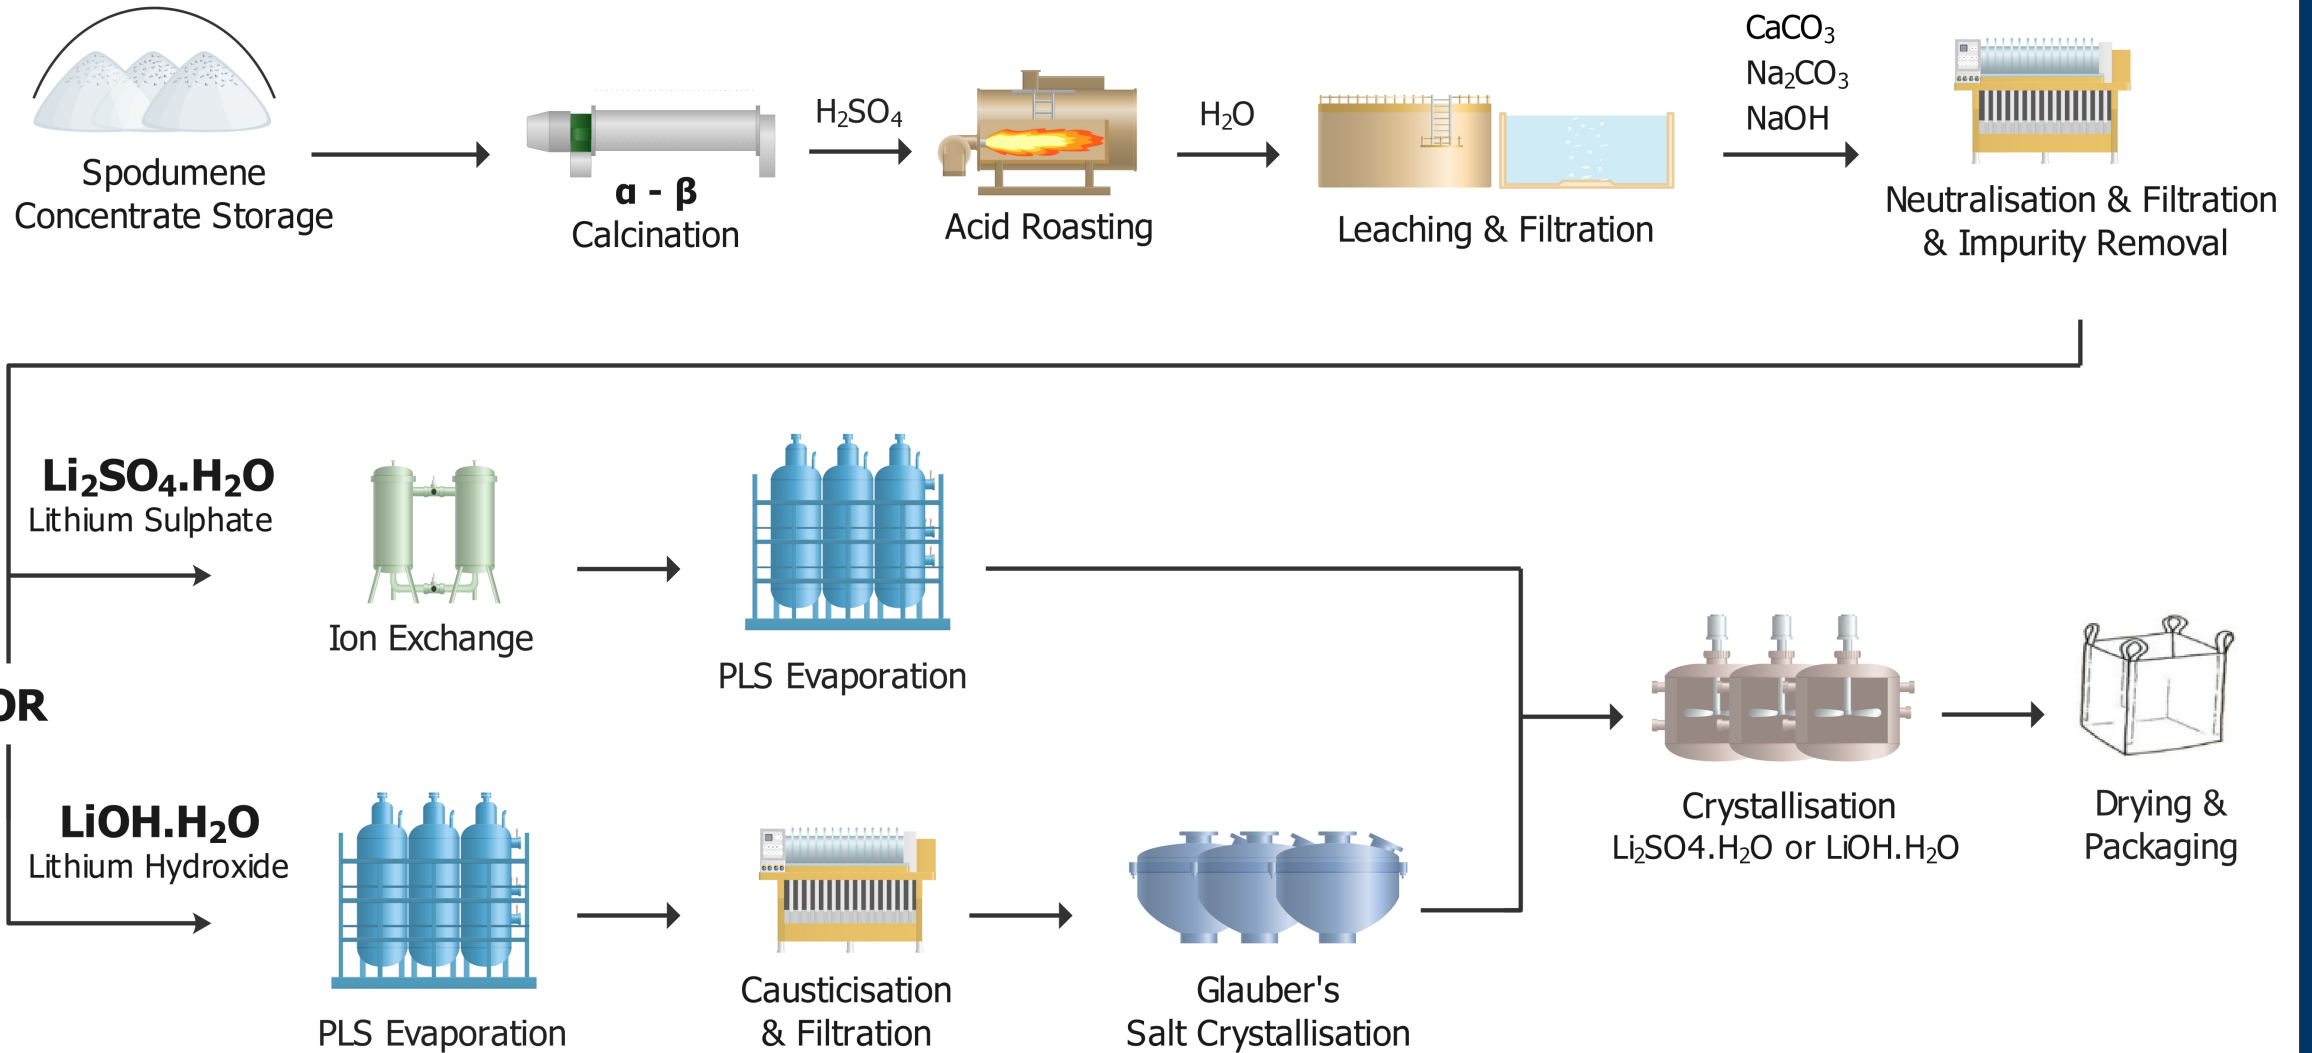 Spodumene
Concentrate Storage
α - β
Calcination
H₂SO₄
Acid Roasting
H₂O
Leaching & Filtration
CaCO₃
Na₂CO₃
NaOH
Neutralisation & Filtration
& Impurity Removal
Li₂SO₄.H₂O
Lithium Sulphate
Ion Exchange
PLS Evaporation
OR
LiOH.H₂O
Lithium Hydroxide
PLS Evaporation
Causticisation
& Filtration
Glauber's
Salt Crystallisation
Crystallisation
Li₂SO4.H₂O or LiOH.H₂O
Drying &
Packaging